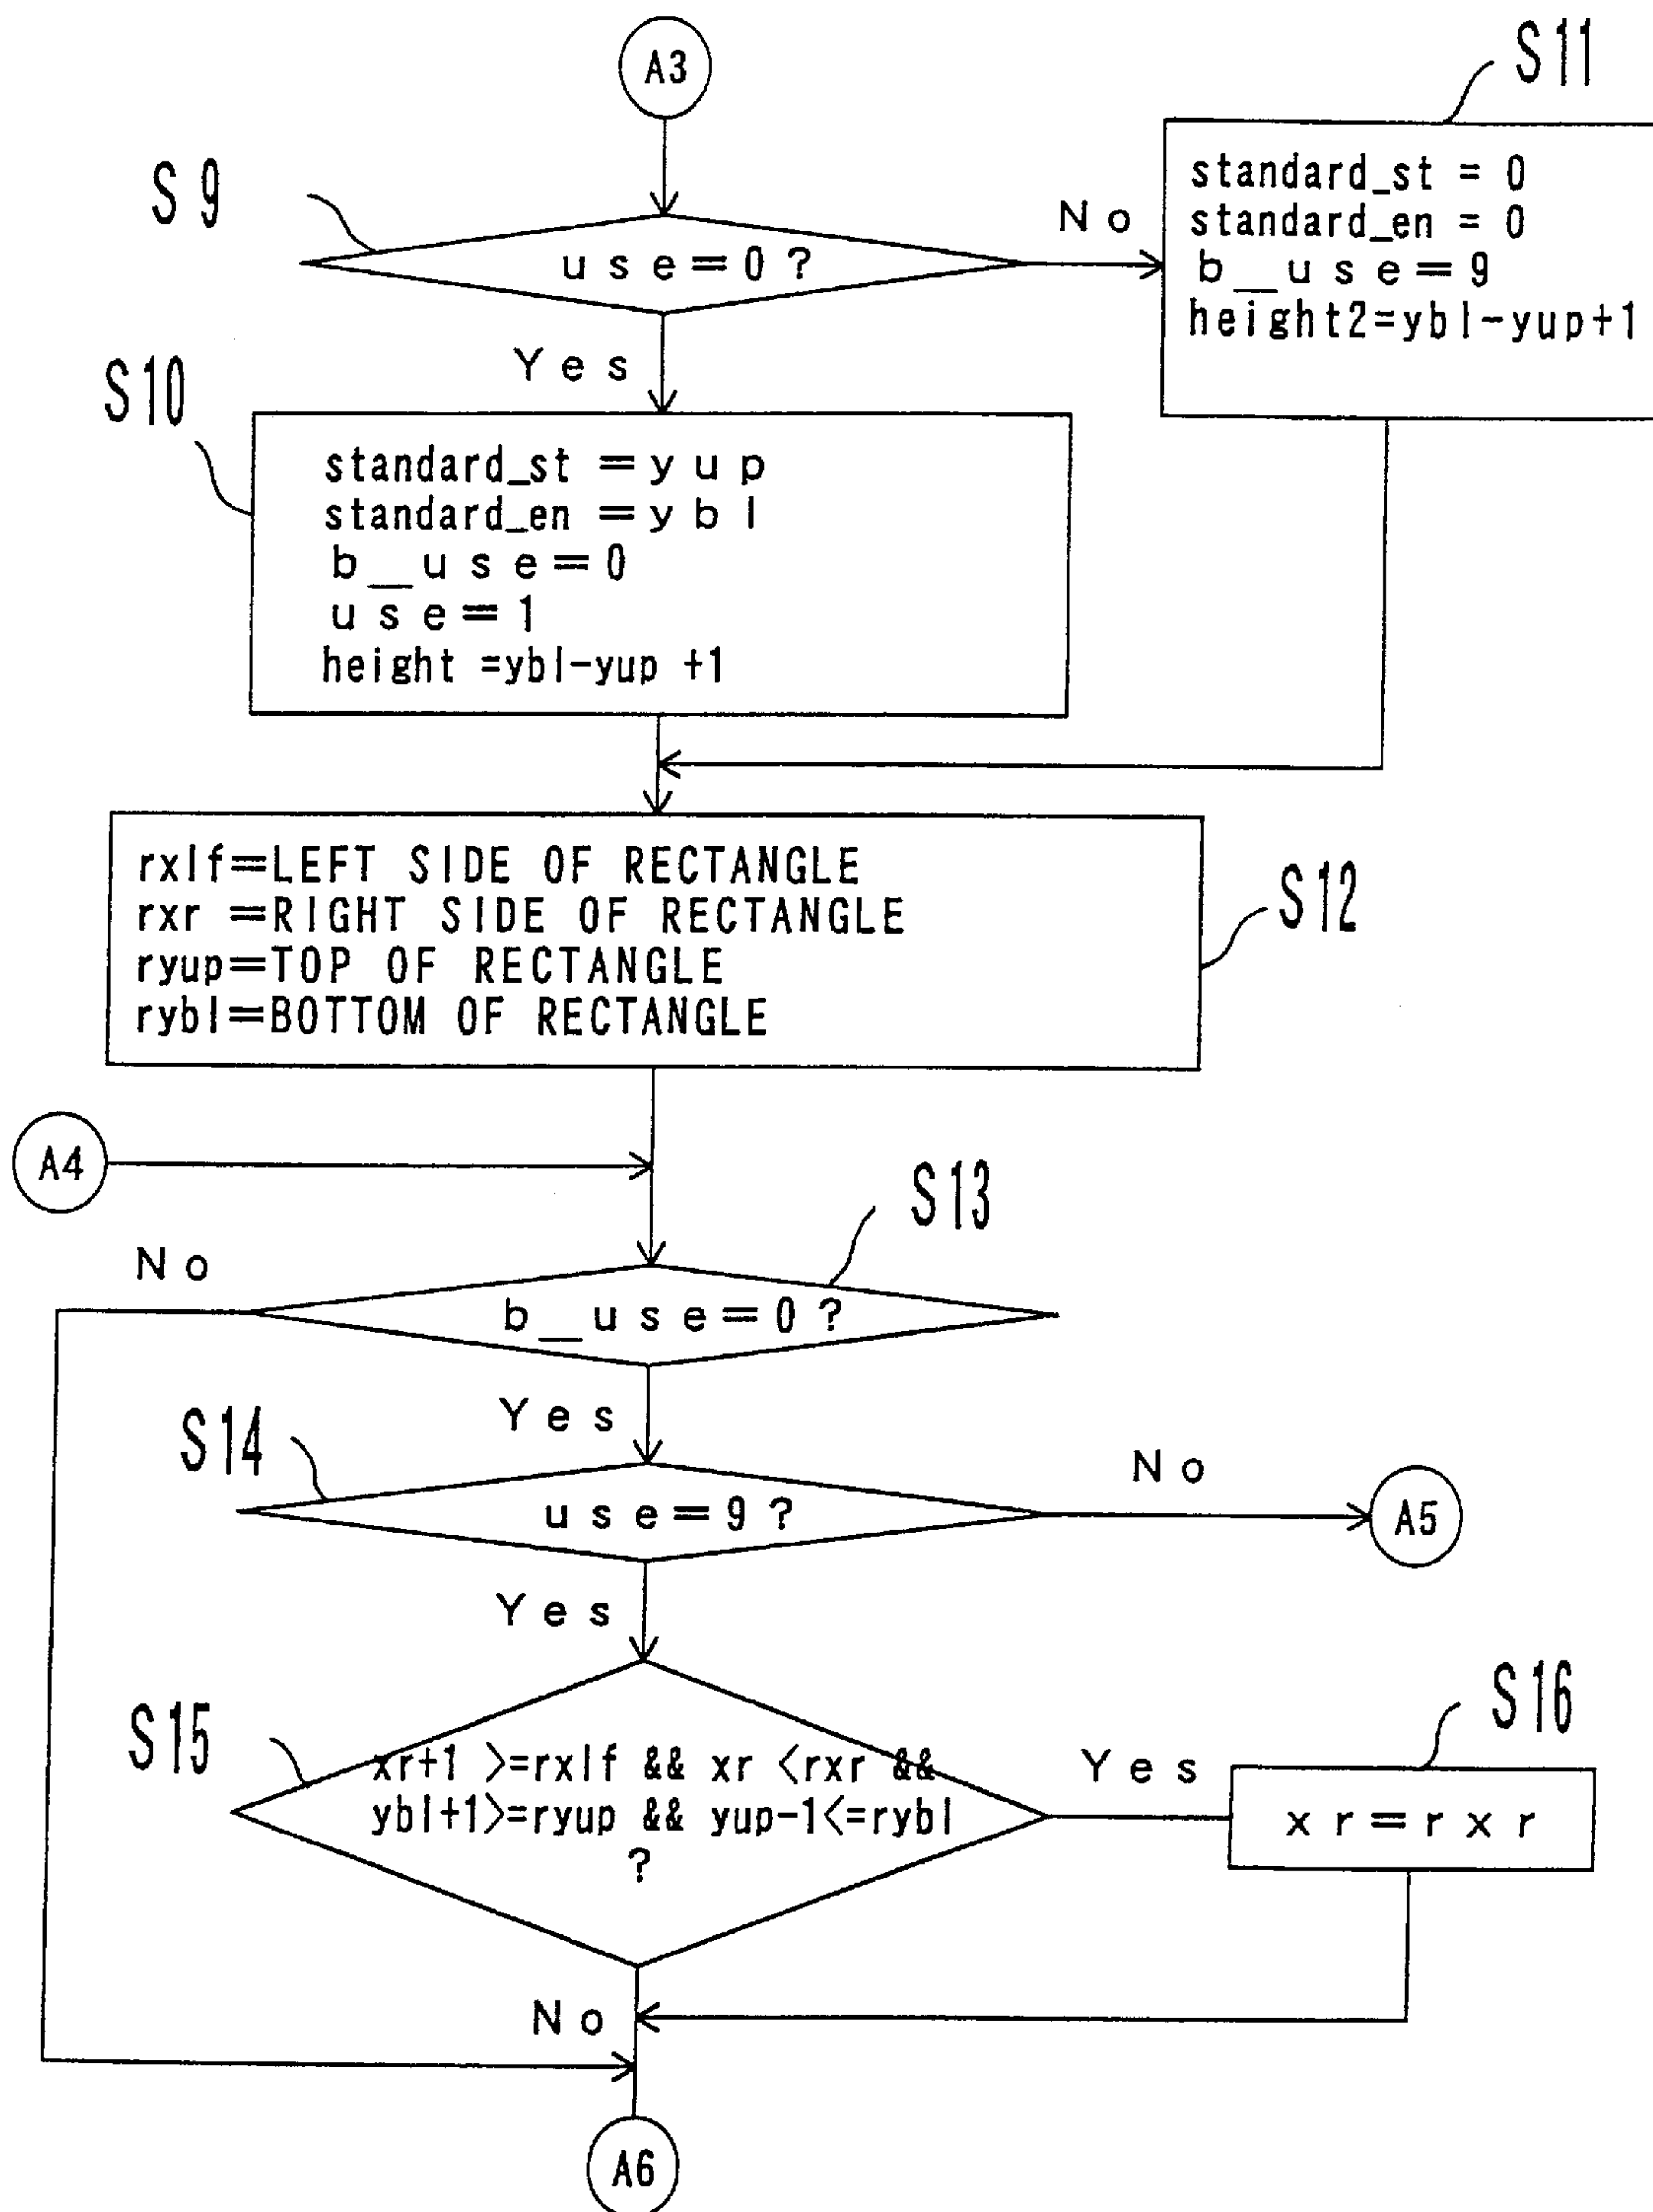 A3
S11
standard_st = 0
standard_en = 0
b_use=9
height2=ybl-yup+1
S9
use=0?
No
Yes
S10
standard_st =yup
standard_en =ybl
b_use=0
use=1
height =ybl-yup +1
rxlf=LEFT SIDE OF RECTANGLE
rxr =RIGHT SIDE OF RECTANGLE
ryup=TOP OF RECTANGLE
rybl=BOTTOM OF RECTANGLE
S12
A4
S13
No
b_use=0?
Yes
S14
use=9?
No
A5
Yes
S15
xr+1 >=rxlf && xr <rxr &&
ybl+1>=ryup && yup-1<=rybl
?
Yes
S16
xr=rxr
No
A6